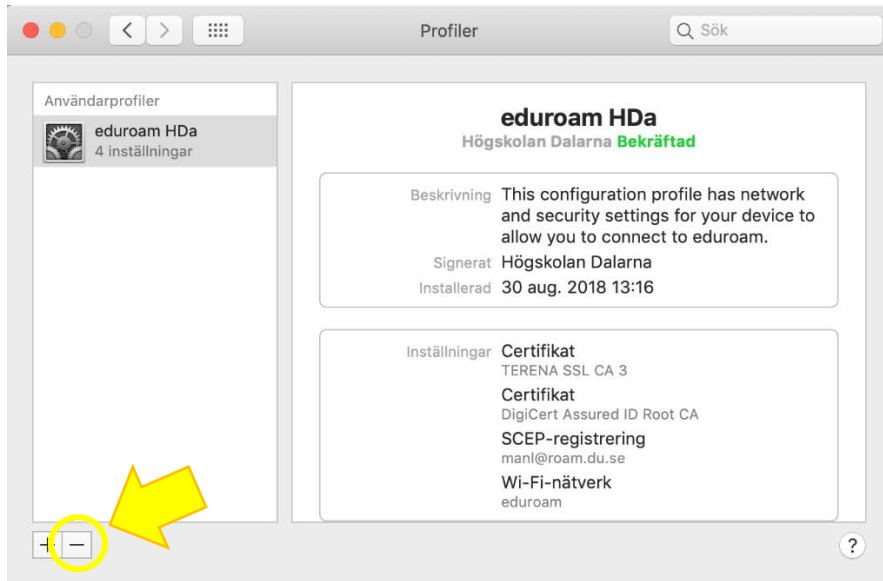 Profiler
Sök
Användarprofiler
eduroam HDa
4 inställningar
eduroam HDa
Högskolan Dalarna Bekräftad
Beskrivning This configuration profile has network
and security settings for your device to
allow you to connect to eduroam.
Signerat Högskolan Dalarna
Installerad 30 aug. 2018 13:16
Inställningar Certifikat
TERENA SSL CA 3
Certifikat
DigiCert Assured ID Root CA
SCEP-registrering
manl@roam.du.se
Wi-Fi-nätverk
eduroam
+ − ?